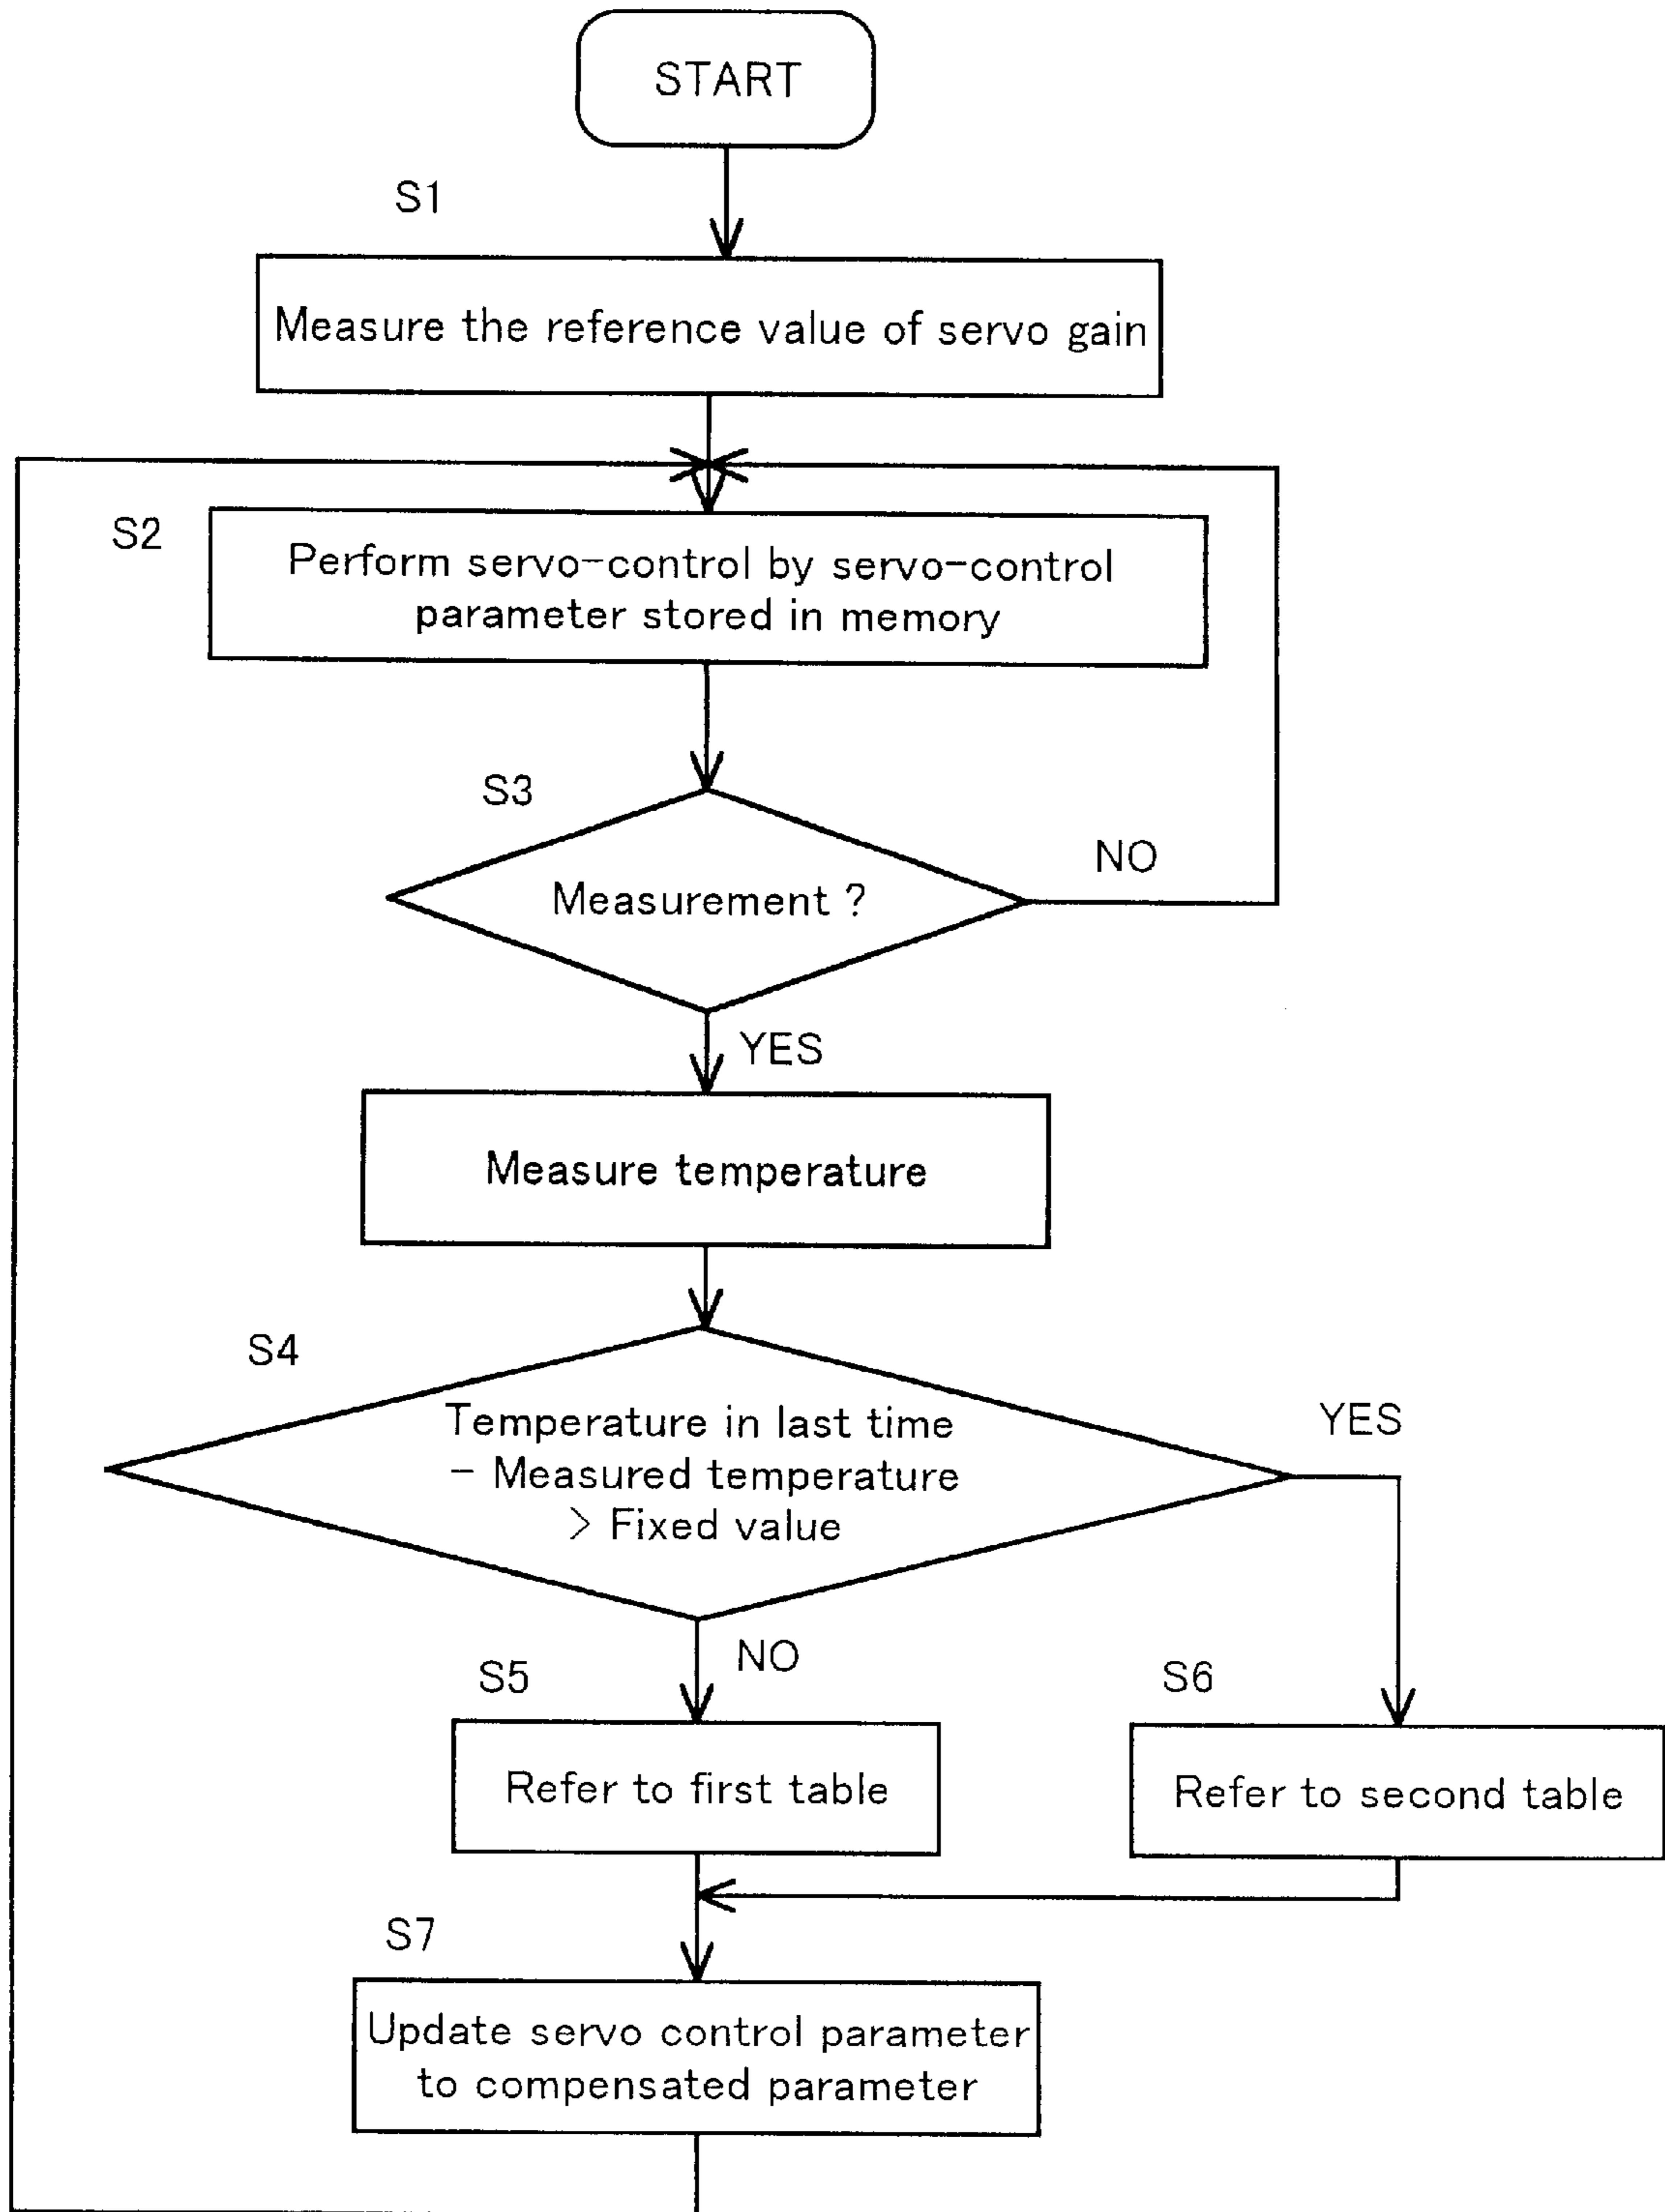 START
S1
Measure the reference value of servo gain
S2
Perform servo-control by servo-control
parameter stored in memory
S3
Measurement ?
NO
YES
Measure temperature
S4
Temperature in last time
- Measured temperature
> Fixed value
YES
NO
S5
Refer to first table
S6
Refer to second table
S7
Update servo control parameter
to compensated parameter